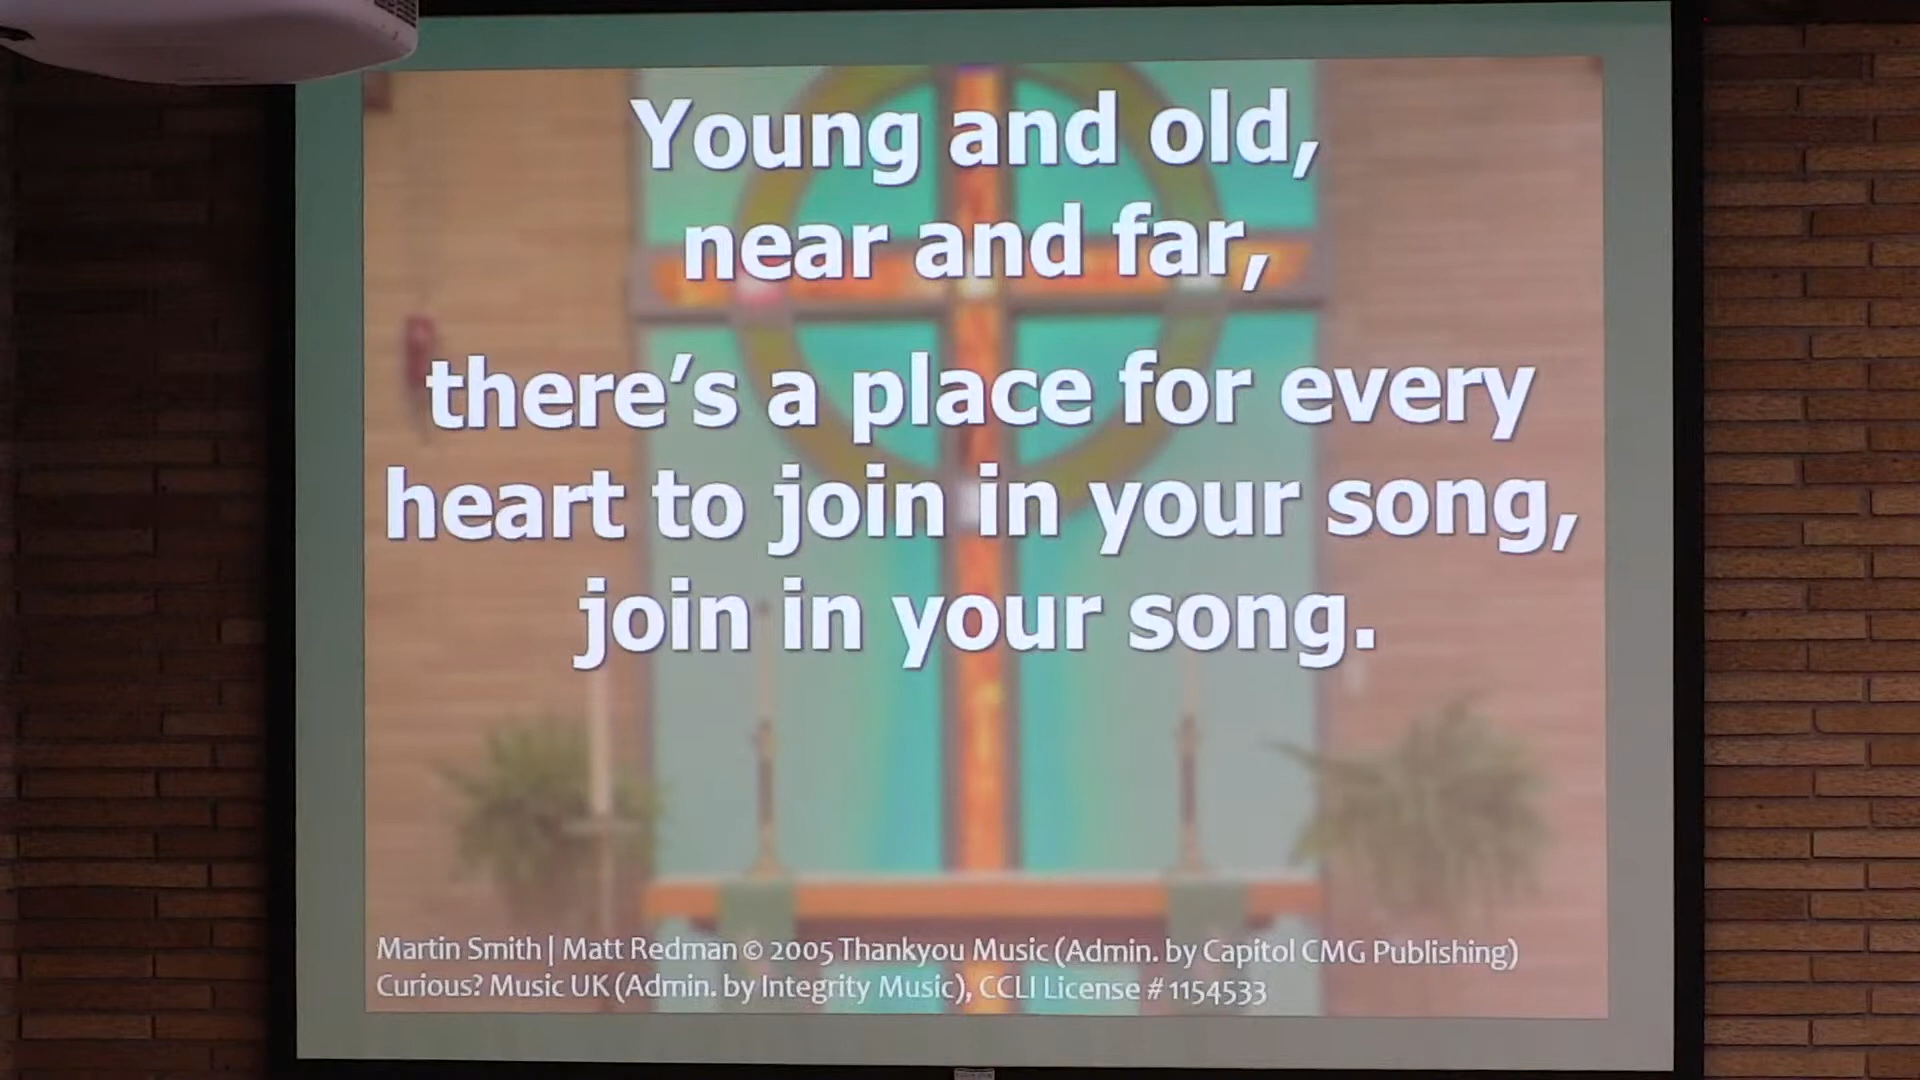 Young and old,
near and far,
there’s a place for every
heart to join in your song,
join in your song.
Martin Smith | Matt Redman © 2005 Thankyou Music (Admin. by Capitol CMG Publishing)
Curious? Music UK (Admin. by Integrity Music), CCLI License # 1154533